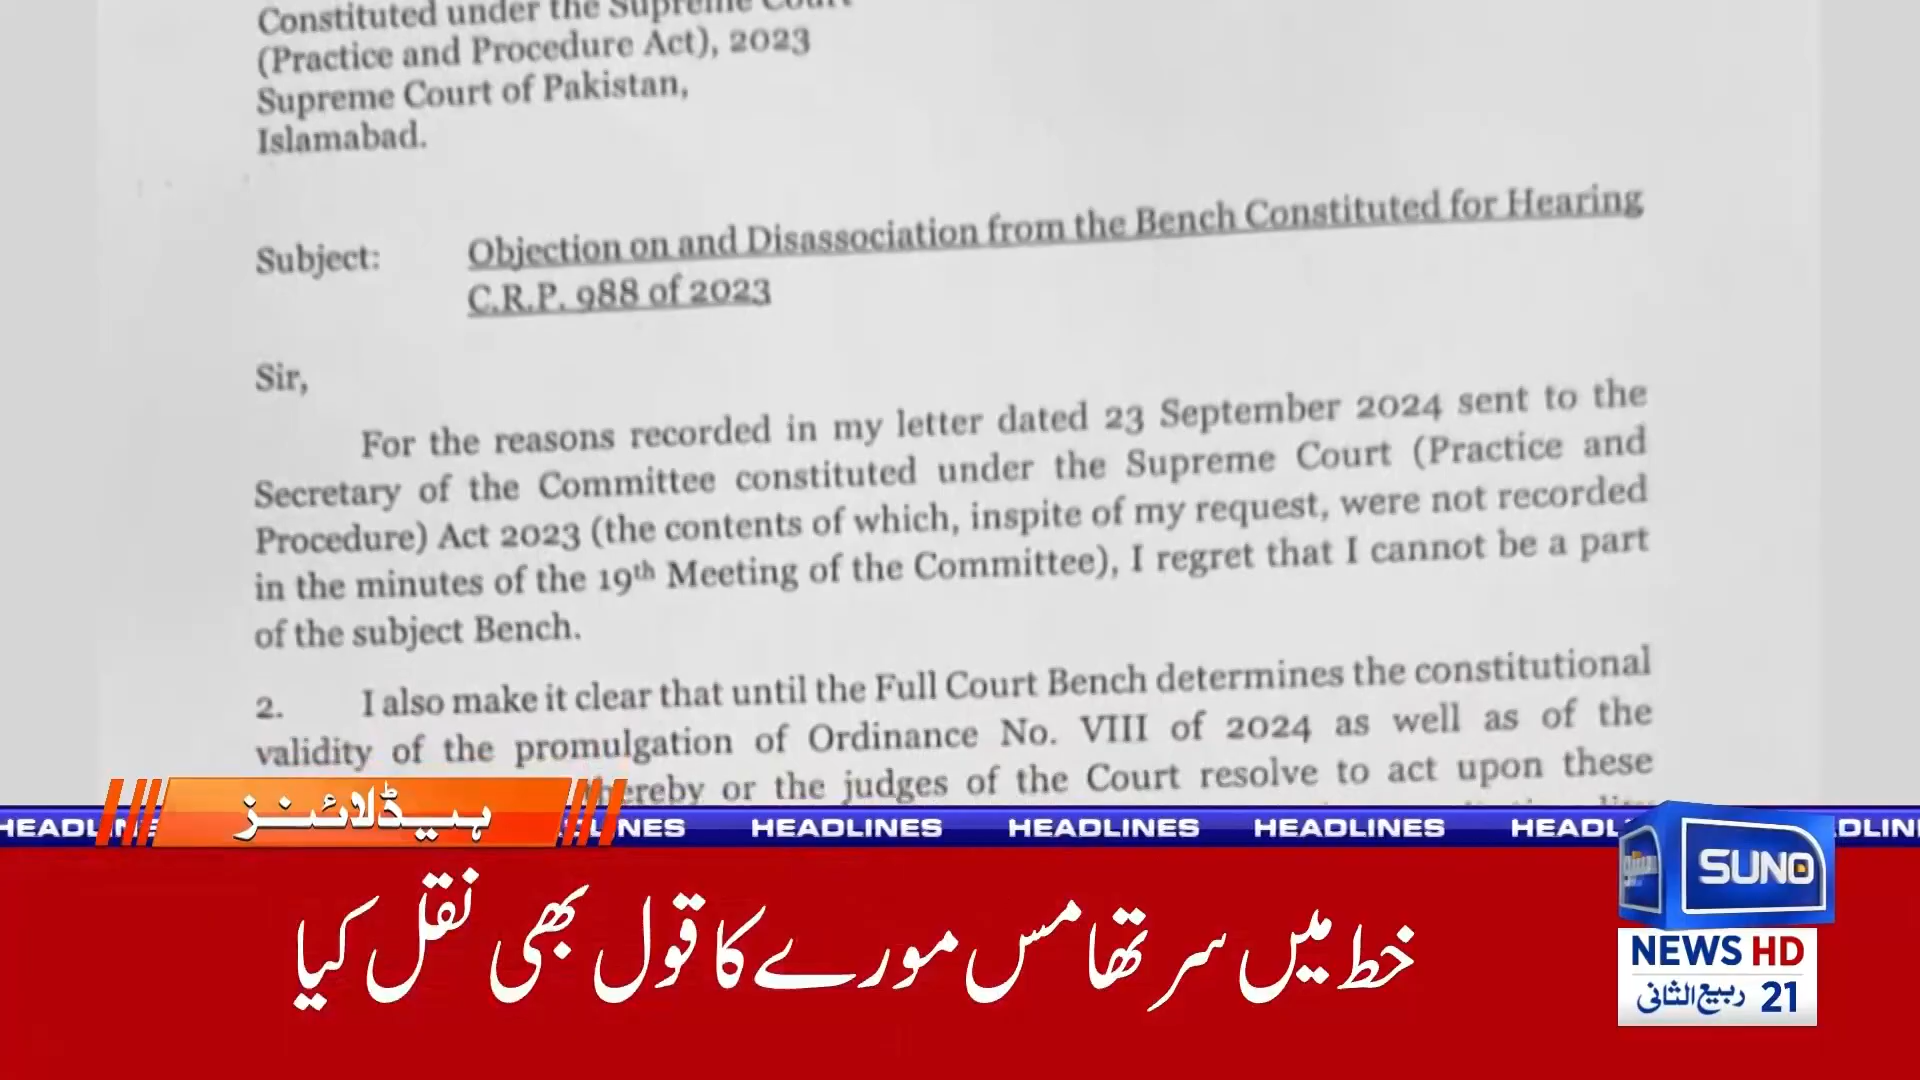 Constituted under the Supreme Court
(Practice and Procedure Act), 2023
Supreme Court of Pakistan,
Islamabad.
Subject: Objection on and Disassociation from the Bench Constituted for Hearing
C.R.P. 988 of 2023
Sir,
For the reasons recorded in my letter dated 23 September 2024 sent to the
Secretary of the Committee constituted under the Supreme Court (Practice and
Procedure) Act 2023 (the contents of which, inspite of my request, were not recorded
in the minutes of the 19th Meeting of the Committee), I regret that I cannot be a part
of the subject Bench.
2. I also make it clear that until the Full Court Bench determines the constitutional
validity of the promulgation of Ordinance No. VIII of 2024 as well as of the
hereby or the judges of the Court resolve to act upon these
ہیڈلائنز
HEADLINES HEADLINES HEADLINES
خط میں سر تھامس مورے کا قول بھی نقل کیا
SUNO
NEWS HD
21 ربیع الثانی